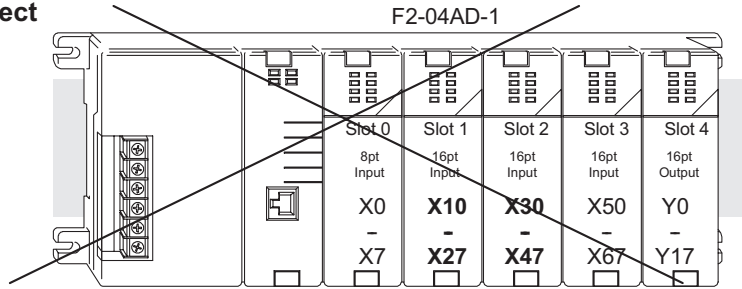 ect
F2-04AD-1
Slot 0 Slot 1 Slot 2 Slot 3 Slot 4
8pt 16pt 16pt 16pt 16pt
Input Input Input Input Output
X0 X10 X30 X50 Y0
- - - - -
X7 X27 X47 X67 Y17